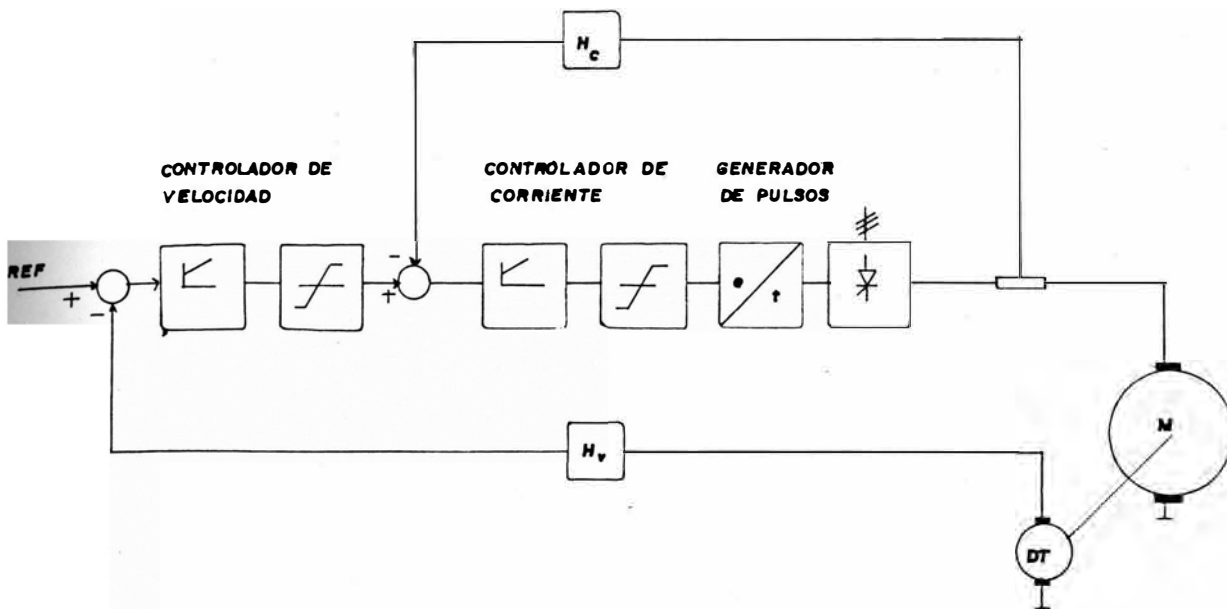 H c
CONTROLADOR DE
VELOCIDAD
CONTROLADOR DE
CORRIENTE
GENERADOR
DE PULSOS
REF
+
-
-
+
e
t
H v
M
DT